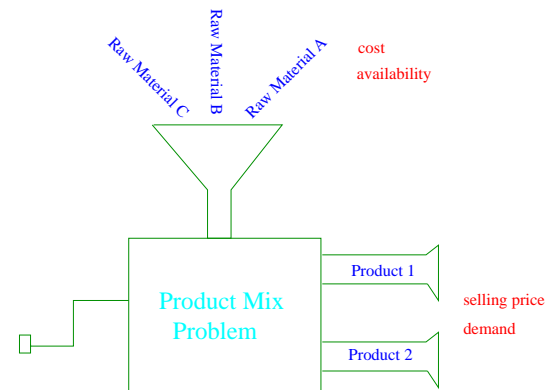 Raw Material C
Raw Material B
Raw Material A
cost
availability
Product 1
Product Mix
Problem
selling price
demand
Product 2